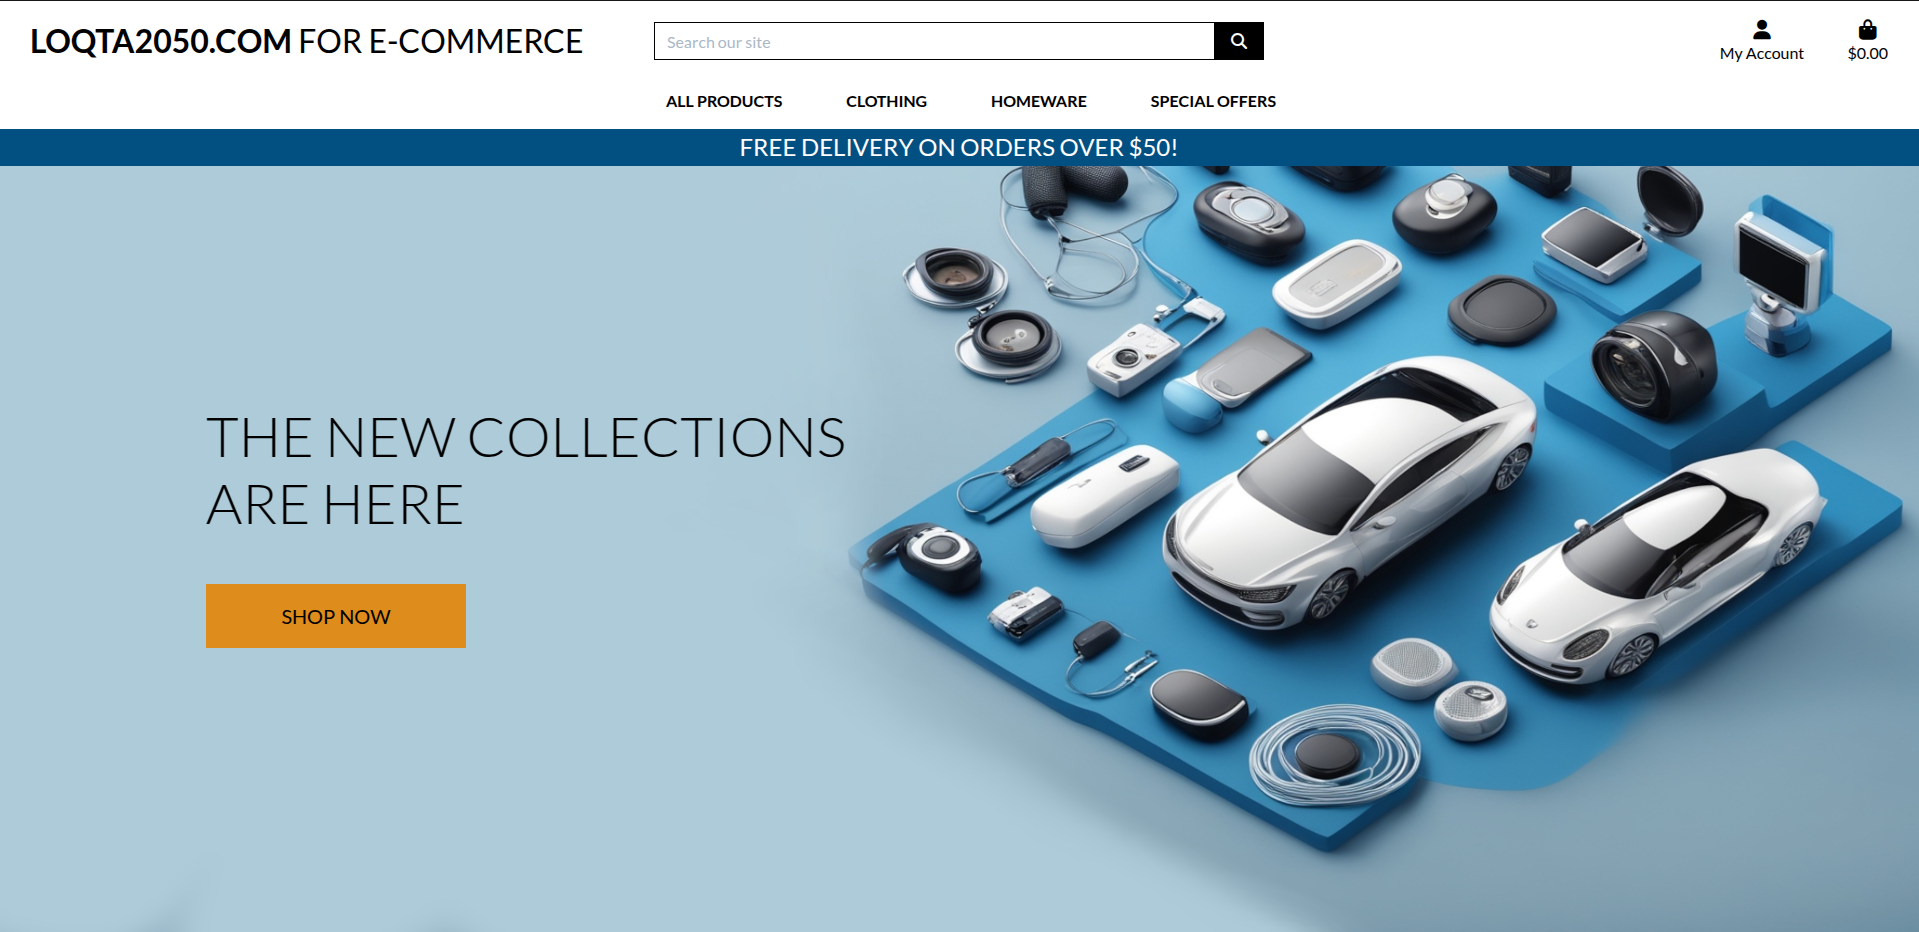 LOQTA2050.COM FOR E-COMMERCE
Search our site
My Account
$0.00
ALL PRODUCTS
CLOTHING
HOMEWARE
SPECIAL OFFERS
FREE DELIVERY ON ORDERS OVER $50!
THE NEW COLLECTIONS
ARE HERE
SHOP NOW